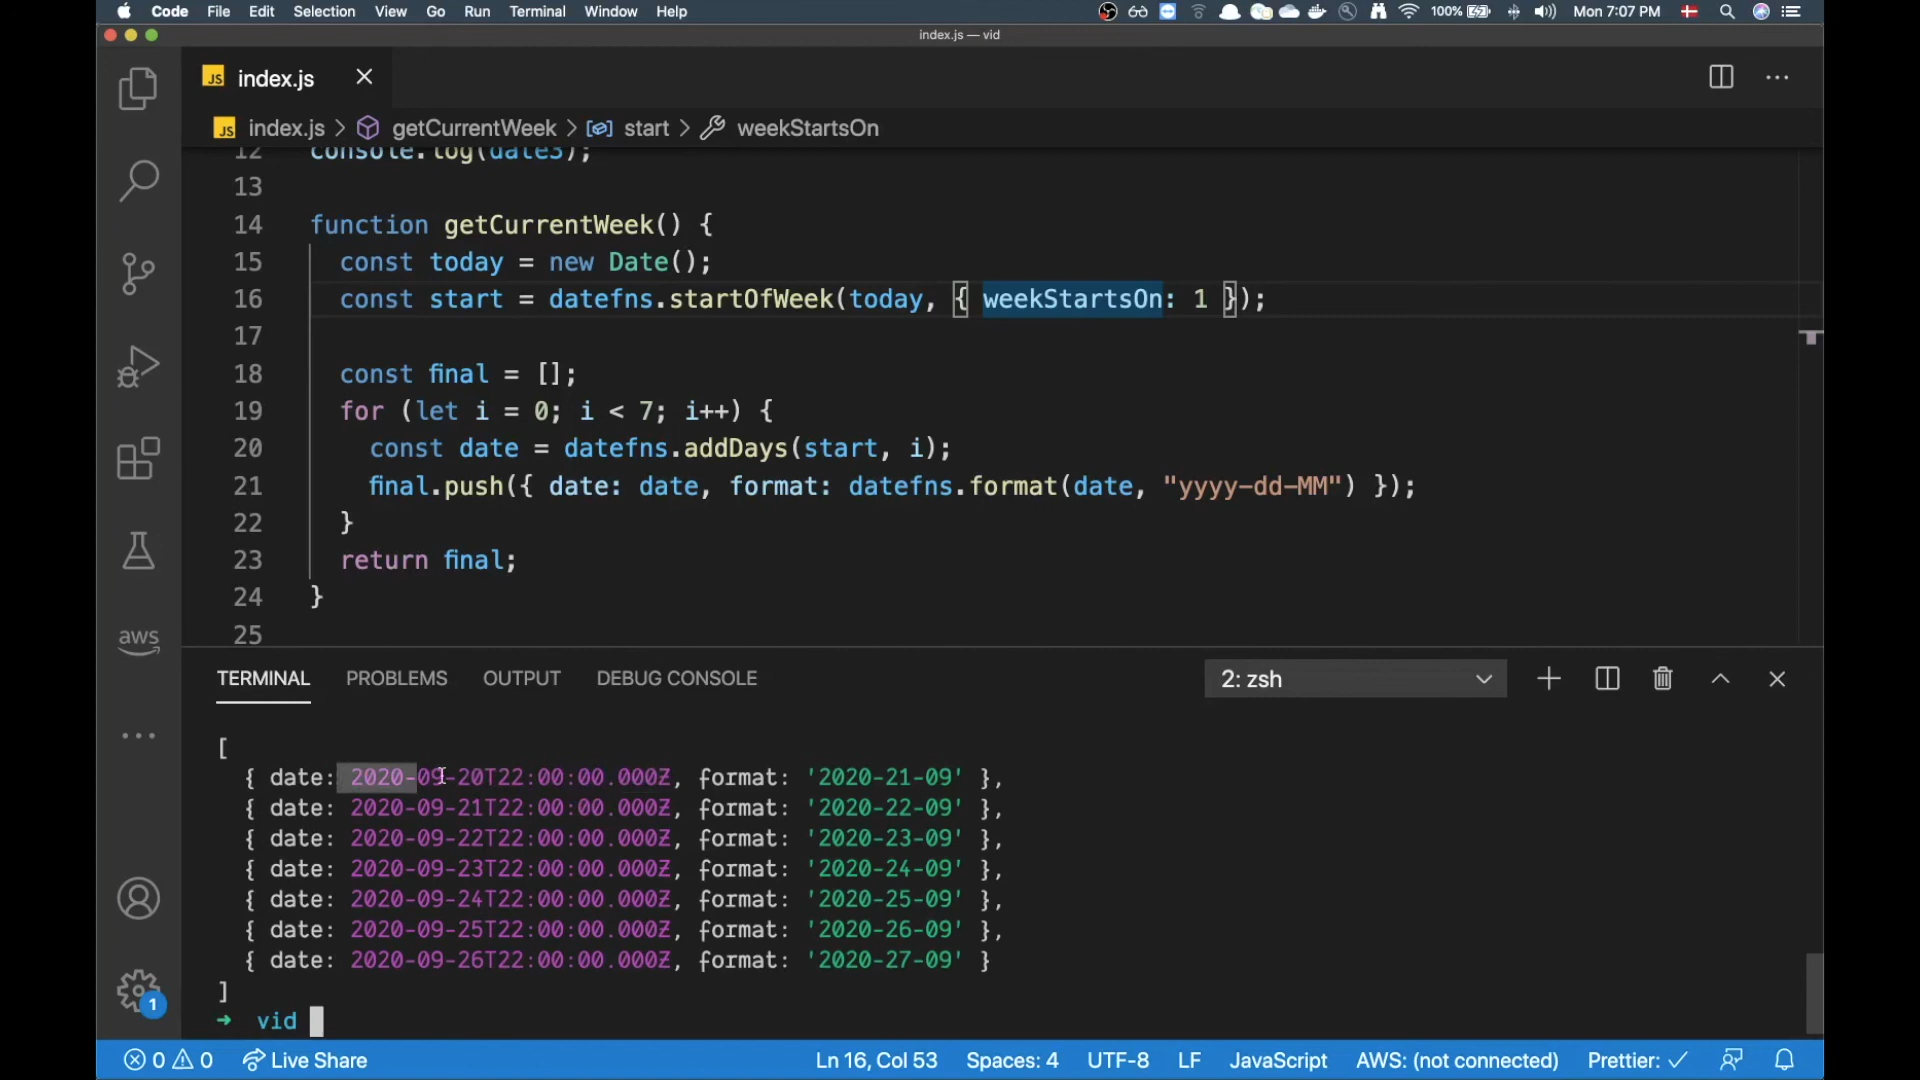 Code File Edit Selection View Go Run Terminal Window Help 100% Mon 7:07 PM
index.js — vid
JS index.js
JS index.js > getCurrentWeek > start > weekStartsOn
12 console.log(date3);
13
14 function getCurrentWeek() {
15 const today = new Date();
16 const start = datefns.startOfWeek(today, { weekStartsOn: 1 });
17
18 const final = [];
19 for (let i = 0; i < 7; i++) {
20 const date = datefns.addDays(start, i);
21 final.push({ date: date, format: datefns.format(date, "yyyy-dd-MM") });
22 }
23 return final;
24 }
25
aws
TERMINAL PROBLEMS OUTPUT DEBUG CONSOLE 2: zsh
[
{ date: 2020-09-20T22:00:00.000Z, format: '2020-21-09' },
{ date: 2020-09-21T22:00:00.000Z, format: '2020-22-09' },
{ date: 2020-09-22T22:00:00.000Z, format: '2020-23-09' },
{ date: 2020-09-23T22:00:00.000Z, format: '2020-24-09' },
{ date: 2020-09-24T22:00:00.000Z, format: '2020-25-09' },
{ date: 2020-09-25T22:00:00.000Z, format: '2020-26-09' },
{ date: 2020-09-26T22:00:00.000Z, format: '2020-27-09' }
]
➜ vid
1
0 0 Live Share Ln 16, Col 53 Spaces: 4 UTF-8 LF JavaScript AWS: (not connected) Prettier: ✓